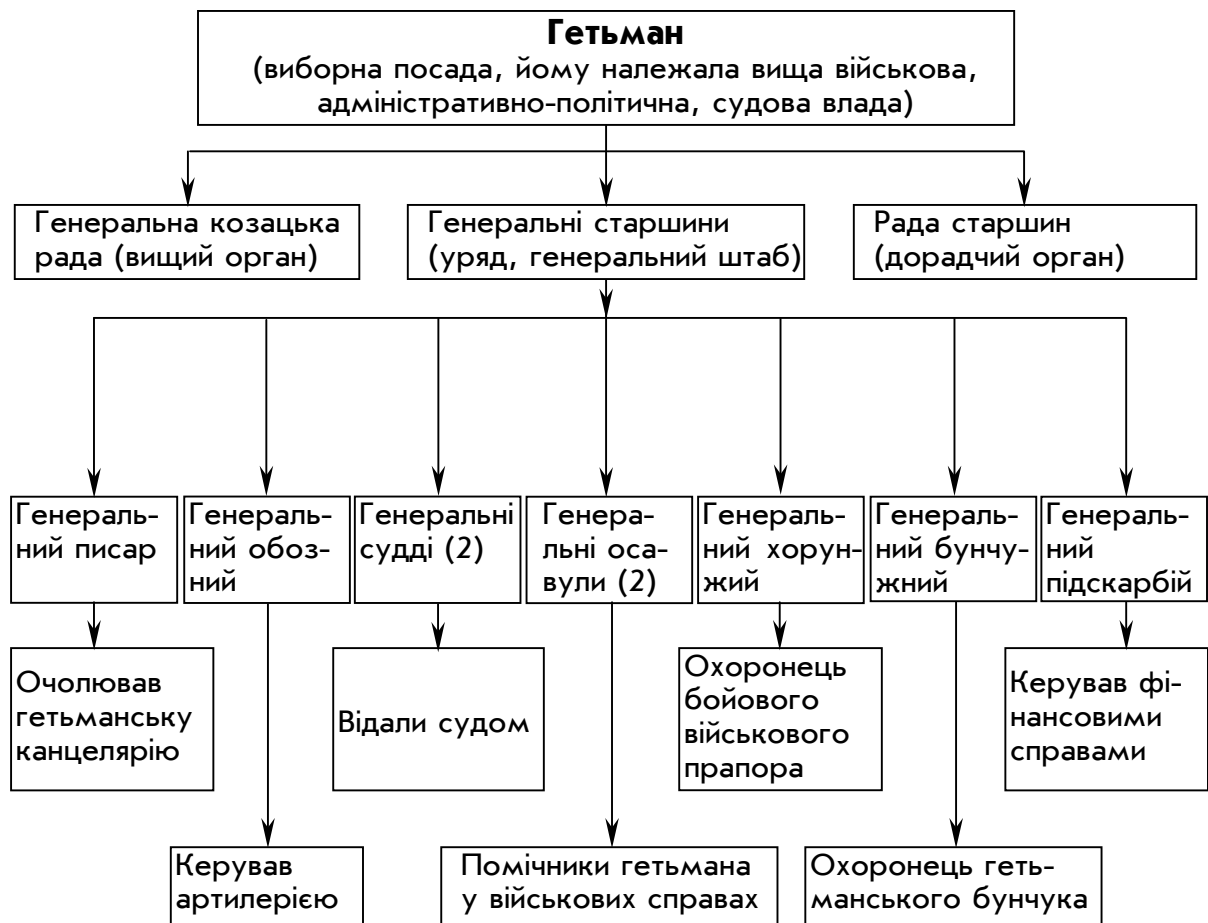 Гетьман
(виборна посада, йому належала вища військова,
адміністративно-політична, судова влада)
Генеральна козацька
рада (вищий орган)
Генеральні старшини
(уряд, генеральний штаб)
Рада старшин
(дорадчий орган)
Генераль-
ний писар
Генераль-
ний обоз-
ний
Генеральні
судді (2)
Генера-
льні оса-
вули (2)
Генераль-
ний хорун-
жий
Генераль-
ний бунчу-
жний
Генераль-
ний
підскарбій
Очолював
гетьманську
канцелярію
Відали судом
Охоронець
бойового
військового
прапора
Керував фі-
нансовими
справами
Керував
артилерією
Помічники гетьмана
у військових справах
Охоронець геть-
манського бунчука